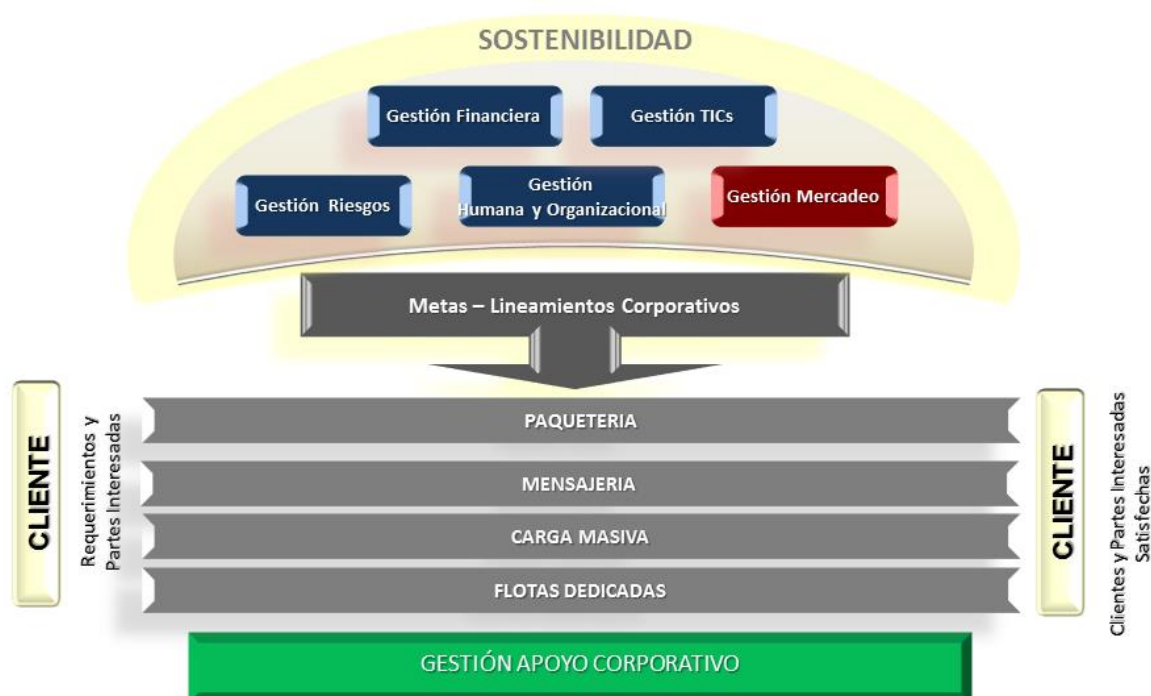 SOSTENIBILIDAD
Gestión Financiera
Gestión TICs
Gestión Riesgos
Gestión
Humana y Organizacional
Gestión Mercadeo
Metas – Lineamientos Corporativos
CLIENTE
Requerimientos y
Partes Interesadas
PAQUETERIA
MENSAJERIA
CARGA MASIVA
FLOTAS DEDICADAS
CLIENTE
Clientes y Partes Interesadas
Satisfechas
GESTIÓN APOYO CORPORATIVO